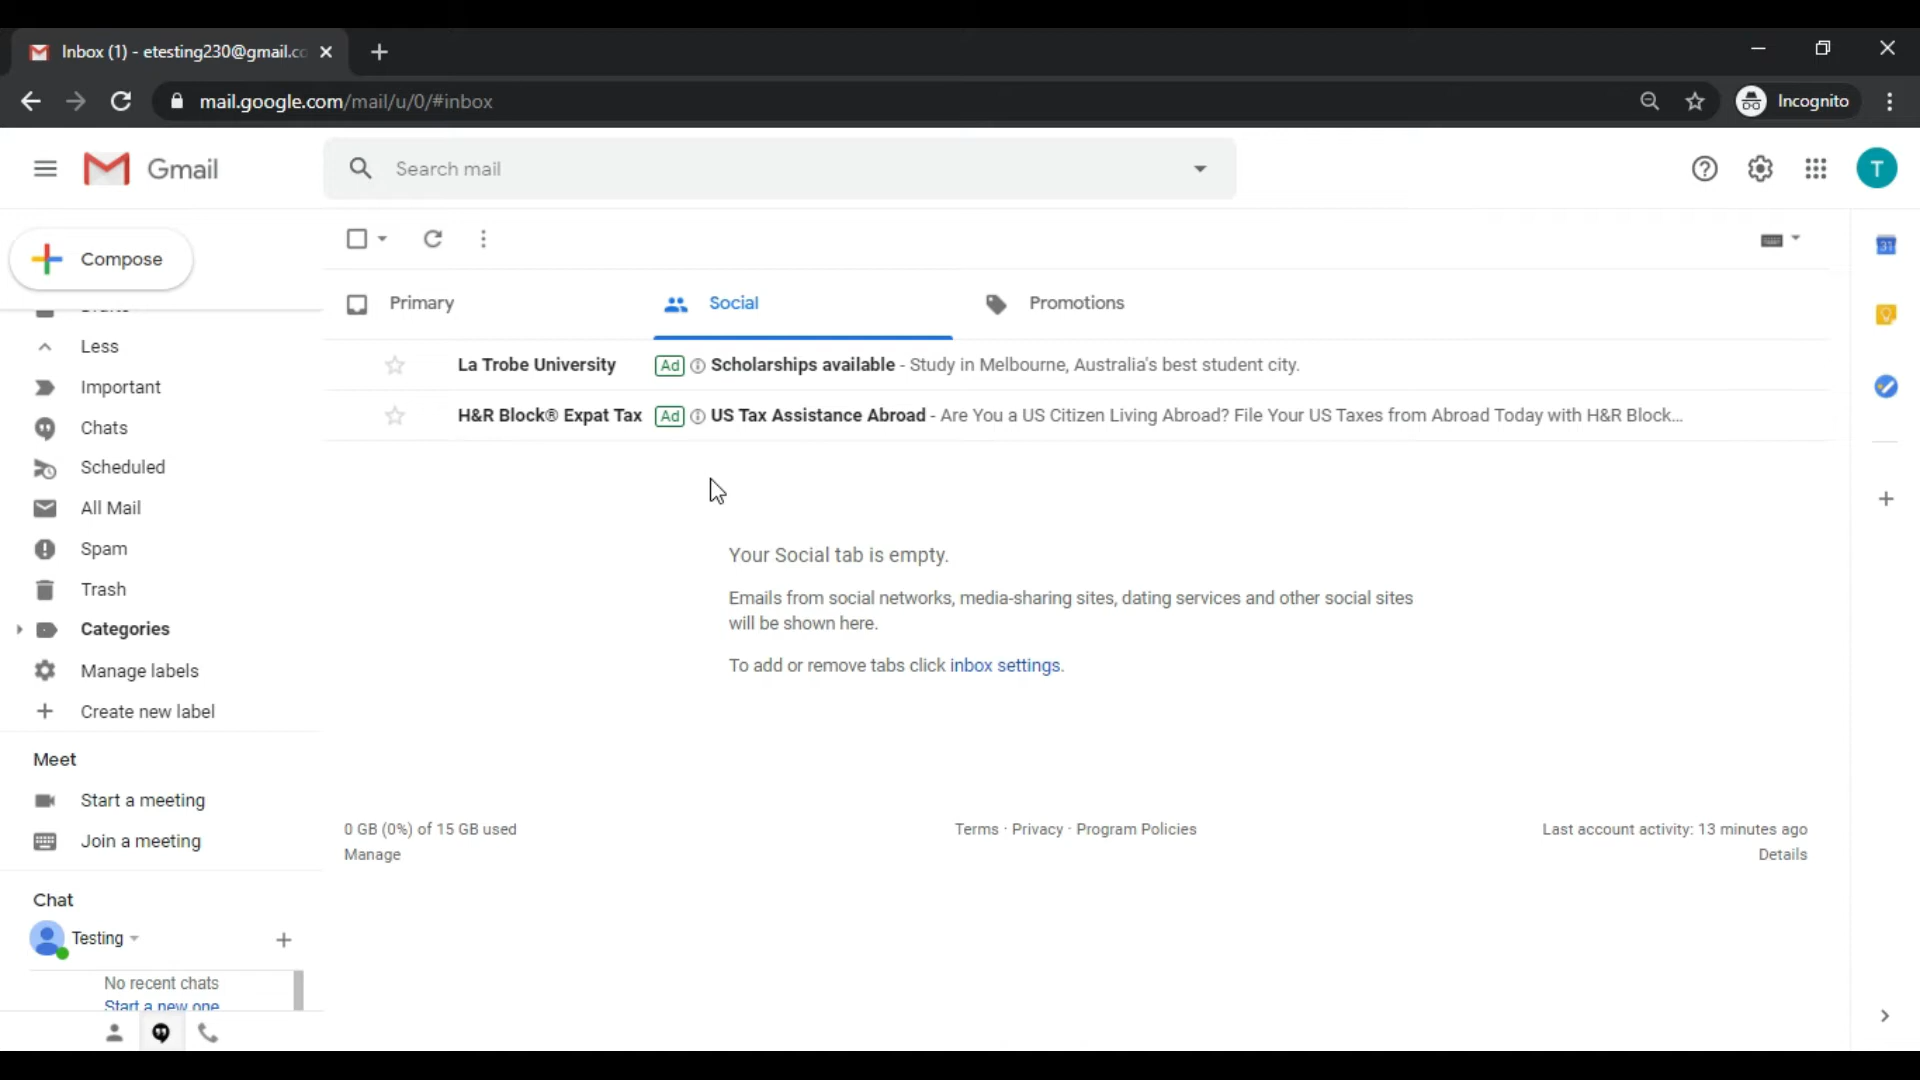 Inbox (1) - etesting230@gmail.co
mail.google.com/mail/u/0/#inbox
Incognito
Gmail
Search mail
T
Compose
Primary
Social
Promotions
31
Less
La Trobe University Ad Scholarships available - Study in Melbourne, Australia's best student city.
Important
H&R Block® Expat Tax Ad US Tax Assistance Abroad - Are You a US Citizen Living Abroad? File Your US Taxes from Abroad Today with H&R Block...
Chats
Scheduled
All Mail
Spam
Trash
Categories
Manage labels
Create new label
Your Social tab is empty.
Emails from social networks, media-sharing sites, dating services and other social sites
will be shown here.
To add or remove tabs click inbox settings.
Meet
Start a meeting
Join a meeting
0 GB (0%) of 15 GB used
Manage
Terms · Privacy · Program Policies
Last account activity: 13 minutes ago
Details
Chat
Testing
No recent chats
Start a new one